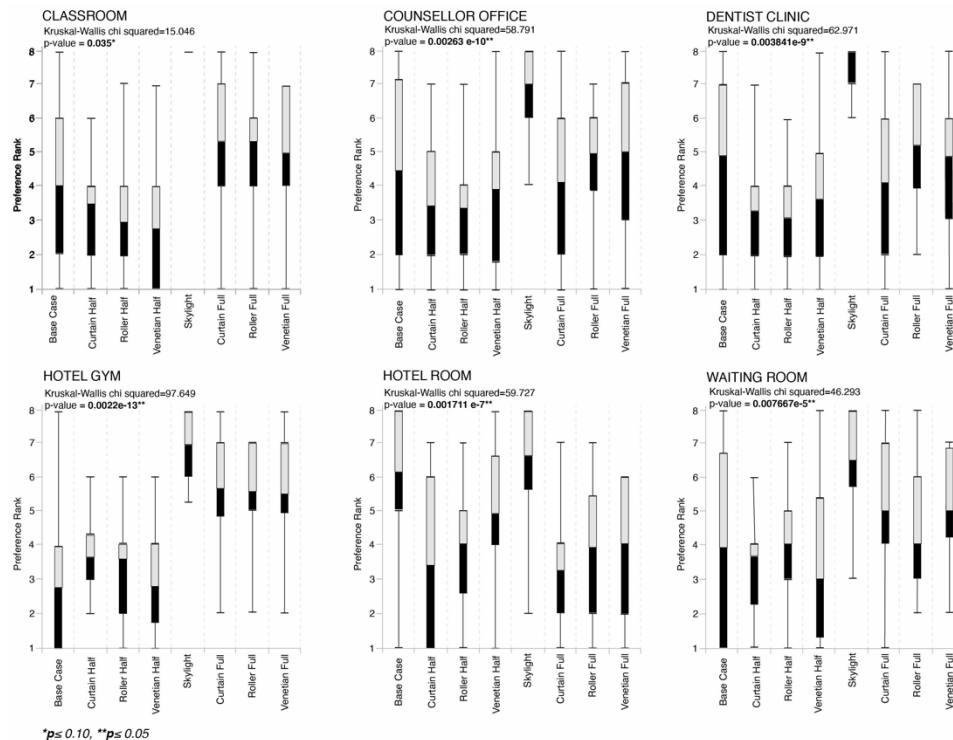 CLASSROOM
Kruskal-Wallis chi squared=15.046
p-value = 0.035*
Preference Rank
8
7
6
5
4
3
2
1
Base Case
Curtain Half
Roller Half
Venetian Half
Skylight
Curtain Full
Roller Full
Venetian Full
COUNSELLOR OFFICE
Kruskal-Wallis chi squared=58.791
p-value = 0.00263 e-10**
Preference Rank
8
7
6
5
4
3
2
1
Base Case
Curtain Half
Roller Half
Venetian Half
Skylight
Curtain Full
Roller Full
Venetian Full
DENTIST CLINIC
Kruskal-Wallis chi squared=62.971
p-value = 0.003841e-9**
Preference Rank
8
7
6
5
4
3
2
1
Base Case
Curtain Half
Roller Half
Venetian Half
Skylight
Curtain Full
Roller Full
Venetian Full
HOTEL GYM
Kruskal-Wallis chi squared=97.649
p-value = 0.0022e-13**
Preference Rank
8
7
6
5
4
3
2
1
Base Case
Curtain Half
Roller Half
Venetian Half
Skylight
Curtain Full
Roller Full
Venetian Full
HOTEL ROOM
Kruskal-Wallis chi squared=59.727
p-value = 0.001711 e-7**
Preference Rank
8
7
6
5
4
3
2
1
Base Case
Curtain Half
Roller Half
Venetian Half
Skylight
Curtain Full
Roller Full
Venetian Full
WAITING ROOM
Kruskal-Wallis chi squared=46.293
p-value = 0.007667e-5**
Preference Rank
8
7
6
5
4
3
2
1
Base Case
Curtain Half
Roller Half
Venetian Half
Skylight
Curtain Full
Roller Full
Venetian Full
*p≤ 0.10, **p≤ 0.05